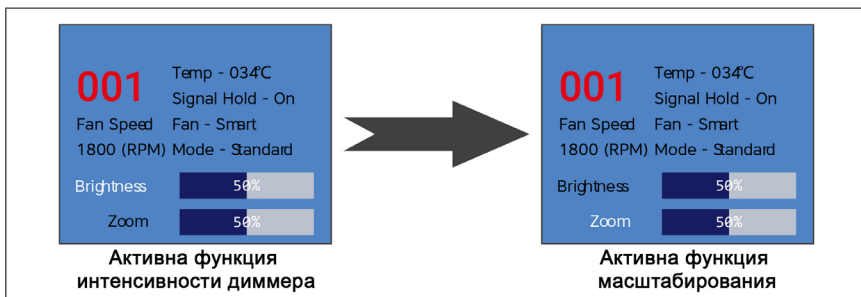 001
Temp - 034℃
Signal Hold - On
Fan Speed Fan - Smart
1800 (RPM) Mode - Standard
Brightness 50%
Zoom 50%
Активна функция
интенсивности диммера
001
Temp - 034℃
Signal Hold - On
Fan Speed Fan - Smart
1800 (RPM) Mode - Standard
Brightness 50%
Zoom 50%
Активна функция
масштабирования